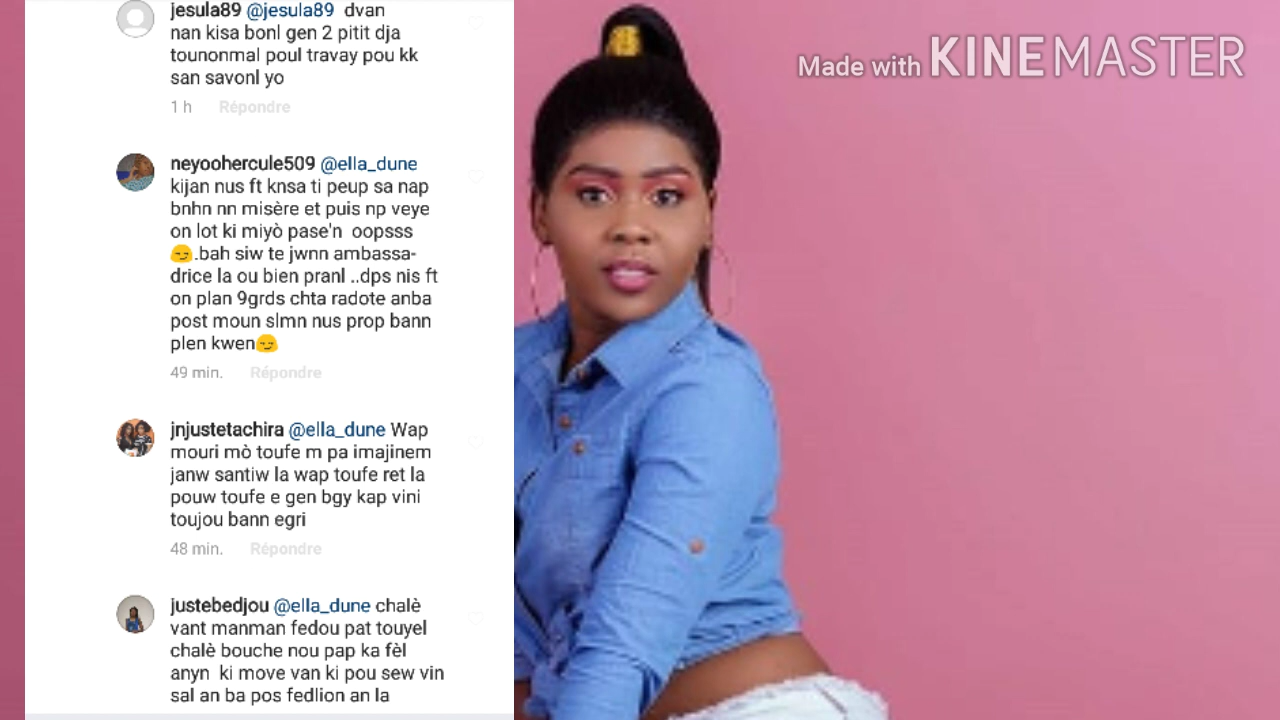 jesula89 @jesula89 dvan
nan kisa bonl gen 2 pitit dja
tounonmal poul travay pou kk
san savonl yo
1 h Répondre
neyoohercule509 @ella_dune
kijan nus ft knsa ti peup sa nap
bnhn nn misère et puis np veye
on lot ki miyò pase'n oopsss
😏.bah siw te jwnn ambassa-
drice la ou bien pranl ..dps nis ft
on plan 9grds chta radote anba
post moun slmn nus prop bann
plen kwen😏
49 min. Répondre
jnjustetachira @ella_dune Wap
mouri mò toufe m pa imajinem
janw santiw la wap toufe ret la
pouw toufe e gen bgy kap vini
toujou bann egri
48 min. Répondre
justebedjou @ella_dune chalè
vant manman fedou pat touyel
chalè bouche nou pap ka fèl
anyn ki move van ki pou sew vin
sal an ba pos fedlion an la
Made with KINEMASTER